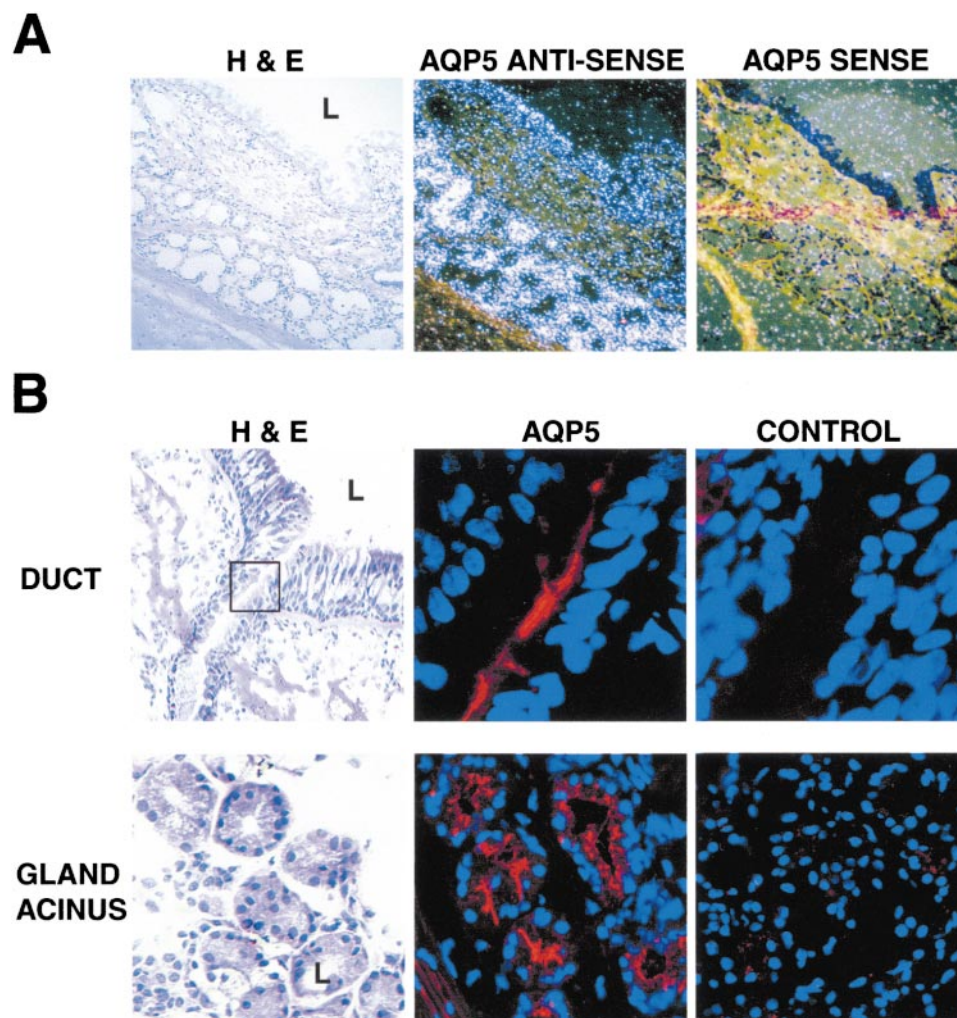 A
H & E
AQP5 ANTI-SENSE
AQP5 SENSE
L
B
H & E
AQP5
CONTROL
DUCT
L
GLAND
ACINUS
L